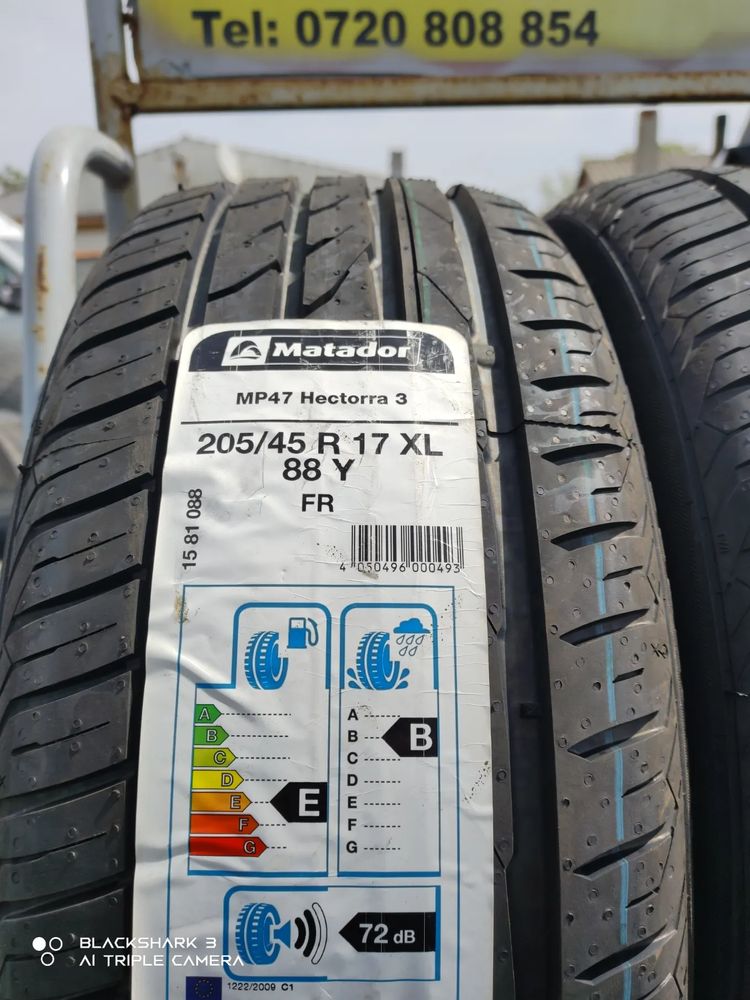 Tel: 0720 808 854
Matador
MP47 Hectorra 3
205/45 R 17 XL
88 Y
FR
15 81 088
4 050496 000493
A
B
C
D
E
F
G
E
A
B
C
D
E
F
G
B
72 dB
1222/2009 C1
BLACKSHARK 3
AI TRIPLE CAMERA